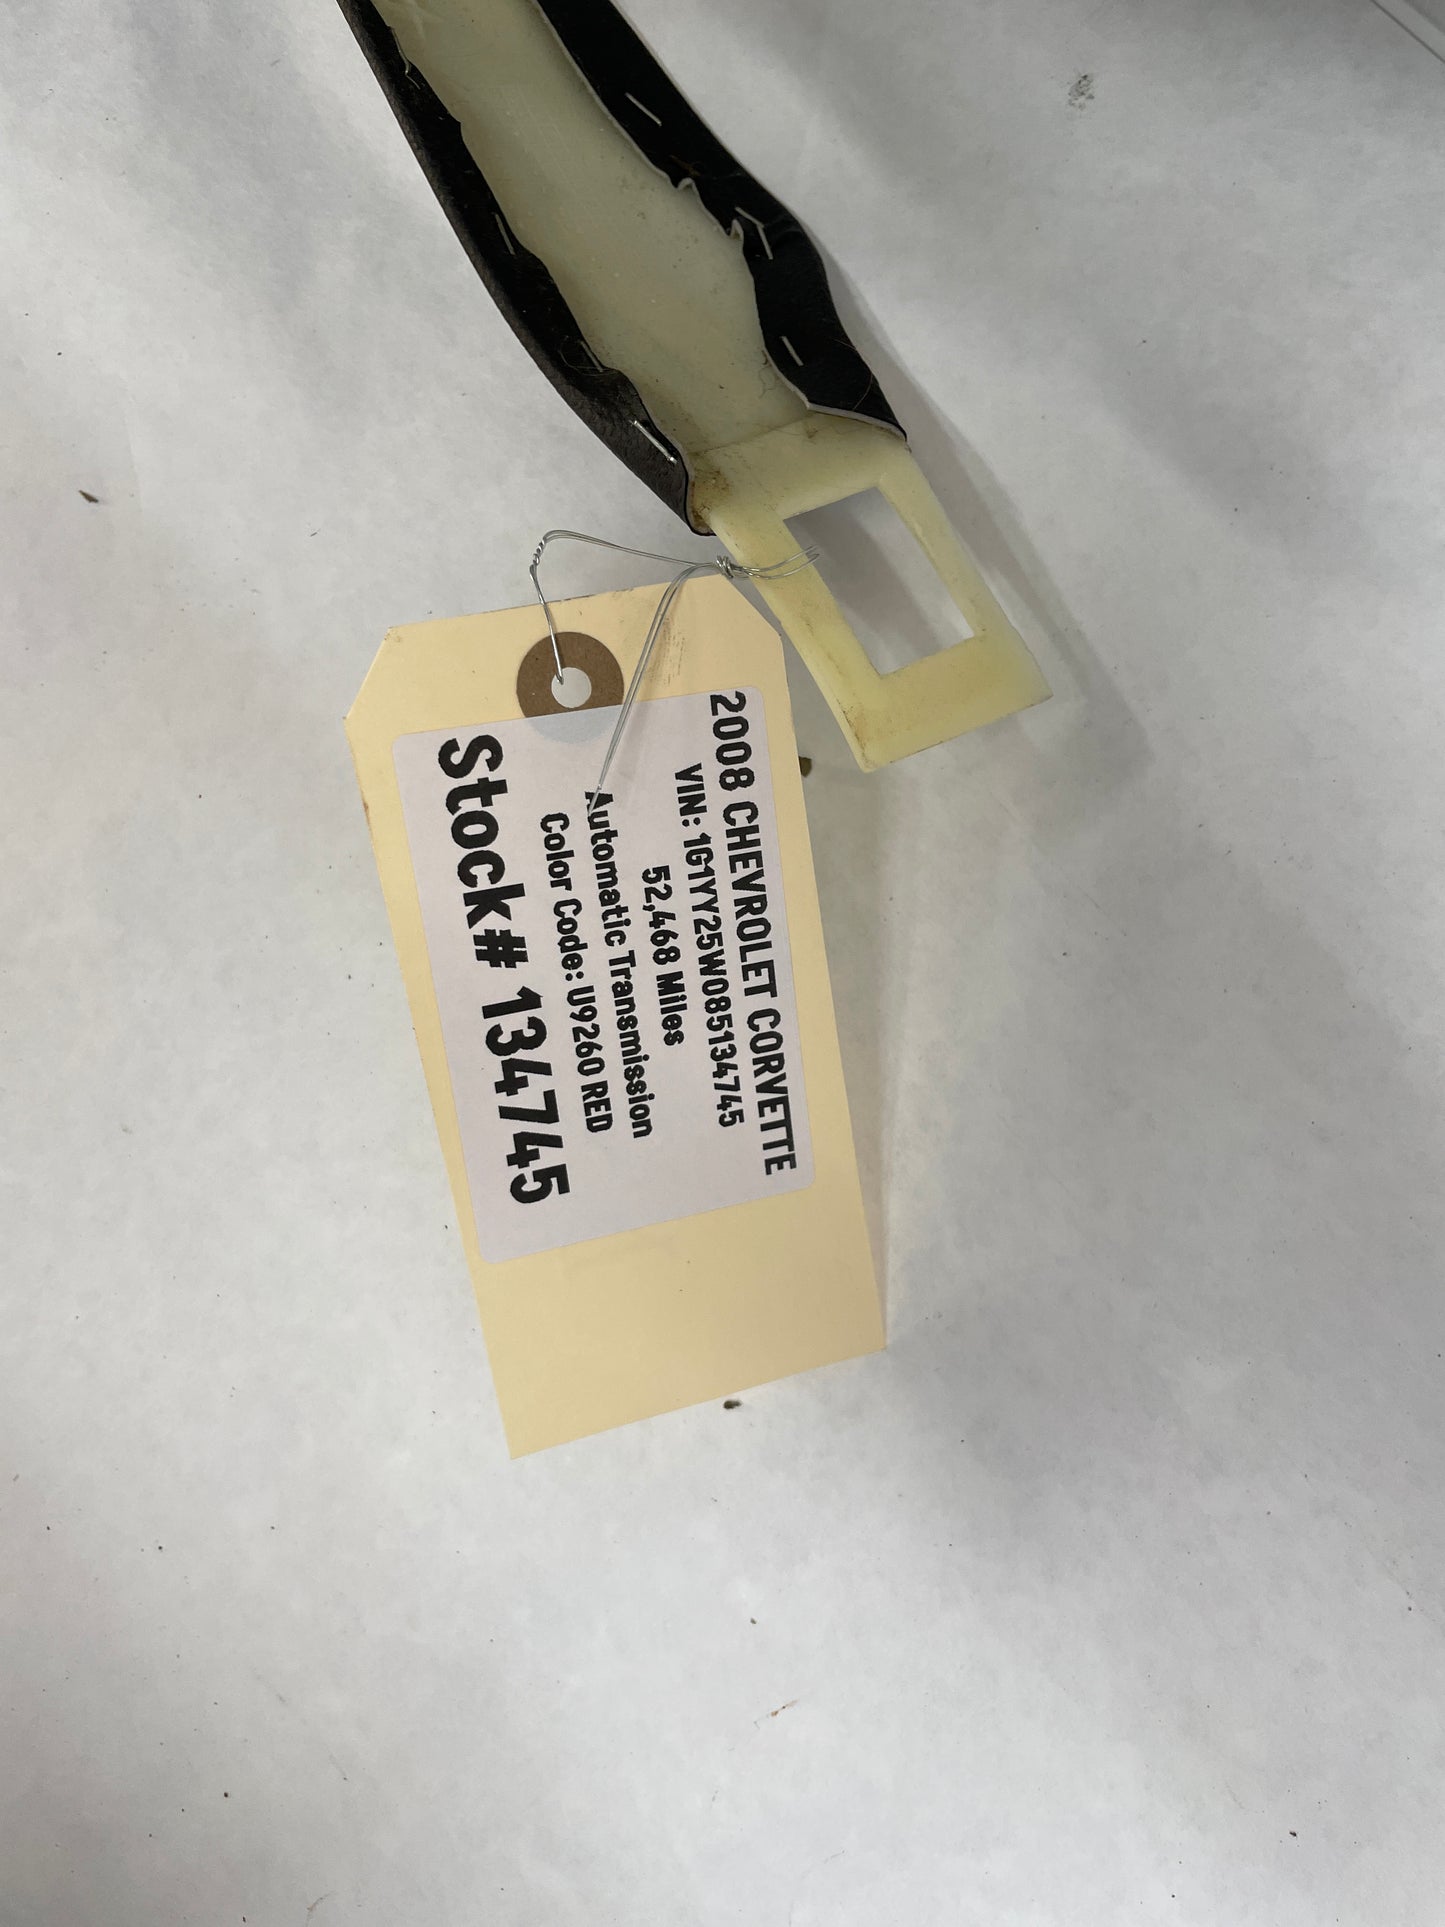 2008 CHEVROLET CORVETTE
VIN: 1G1YY25W085134745
52,468 Miles
Automatic Transmission
Color Code: U9260 RED
Stock# 134745